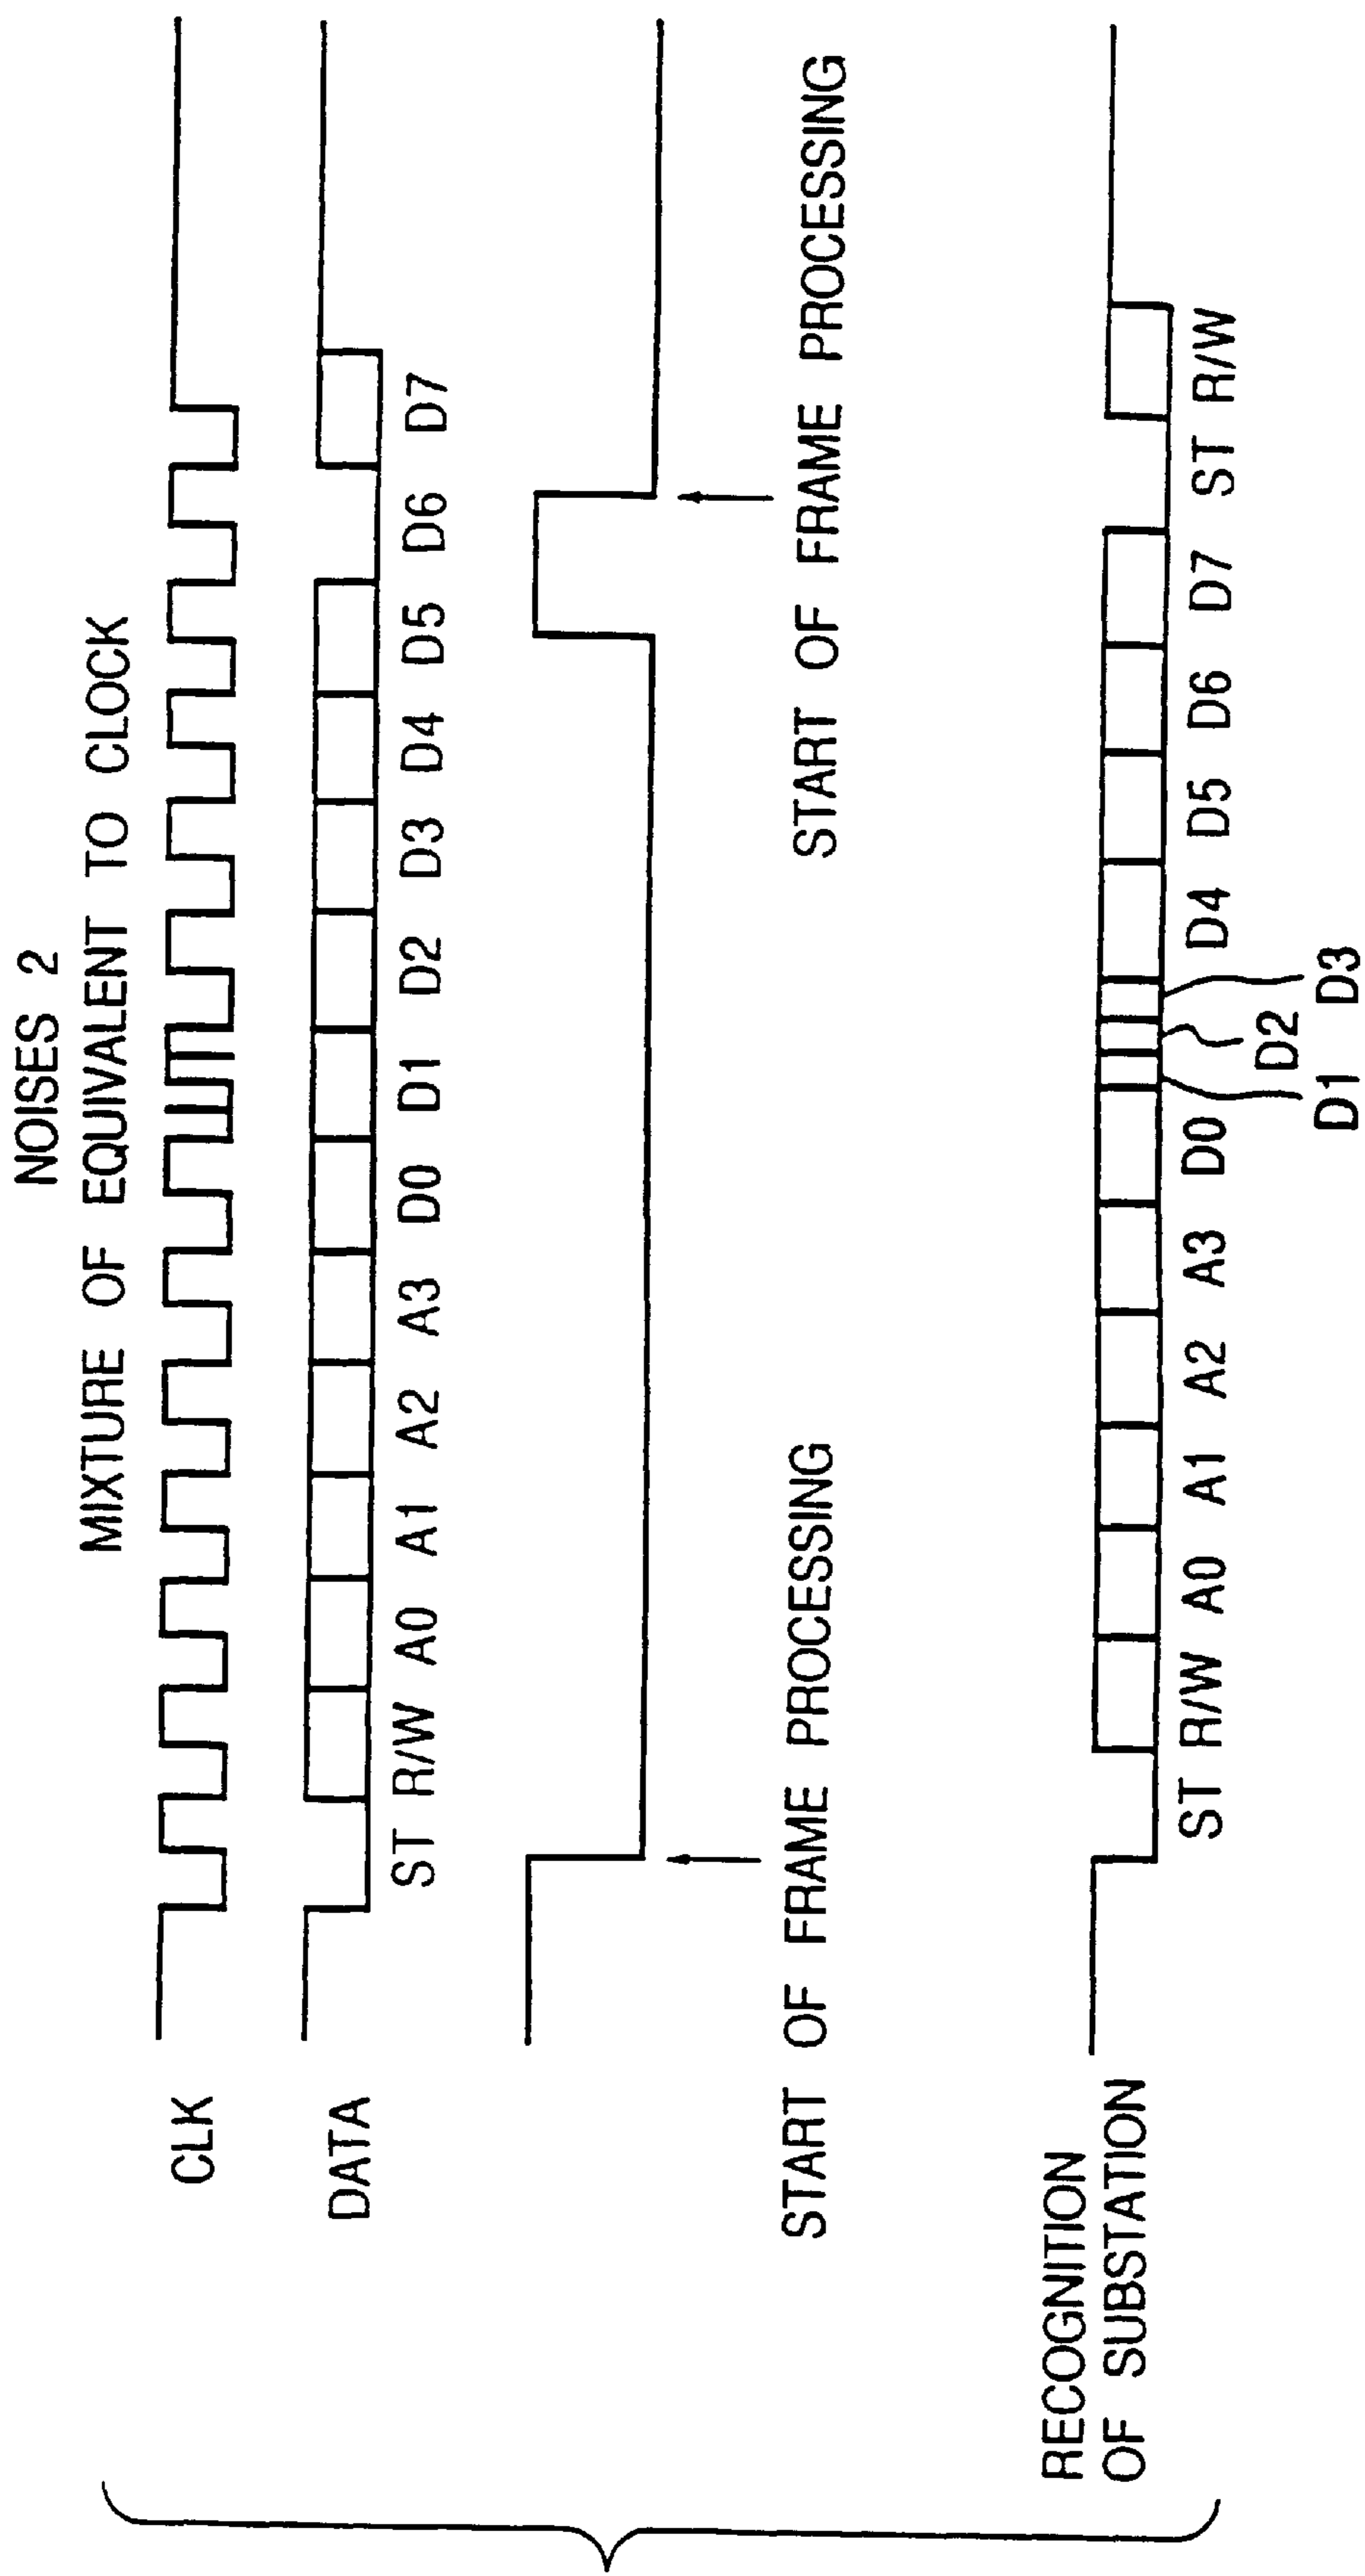 NOISES 2
MIXTURE OF EQUIVALENT TO CLOCK
CLK
DATA
ST R/W A0 A1 A2 A3 D0 D1 D2 D3 D4 D5 D6 D7
START OF FRAME PROCESSING
START OF FRAME PROCESSING
RECOGNITION
OF SUBSTATION
ST R/W A0 A1 A2 A3 D0 D4 D5 D6 D7 ST R/W
D1 D2 D3